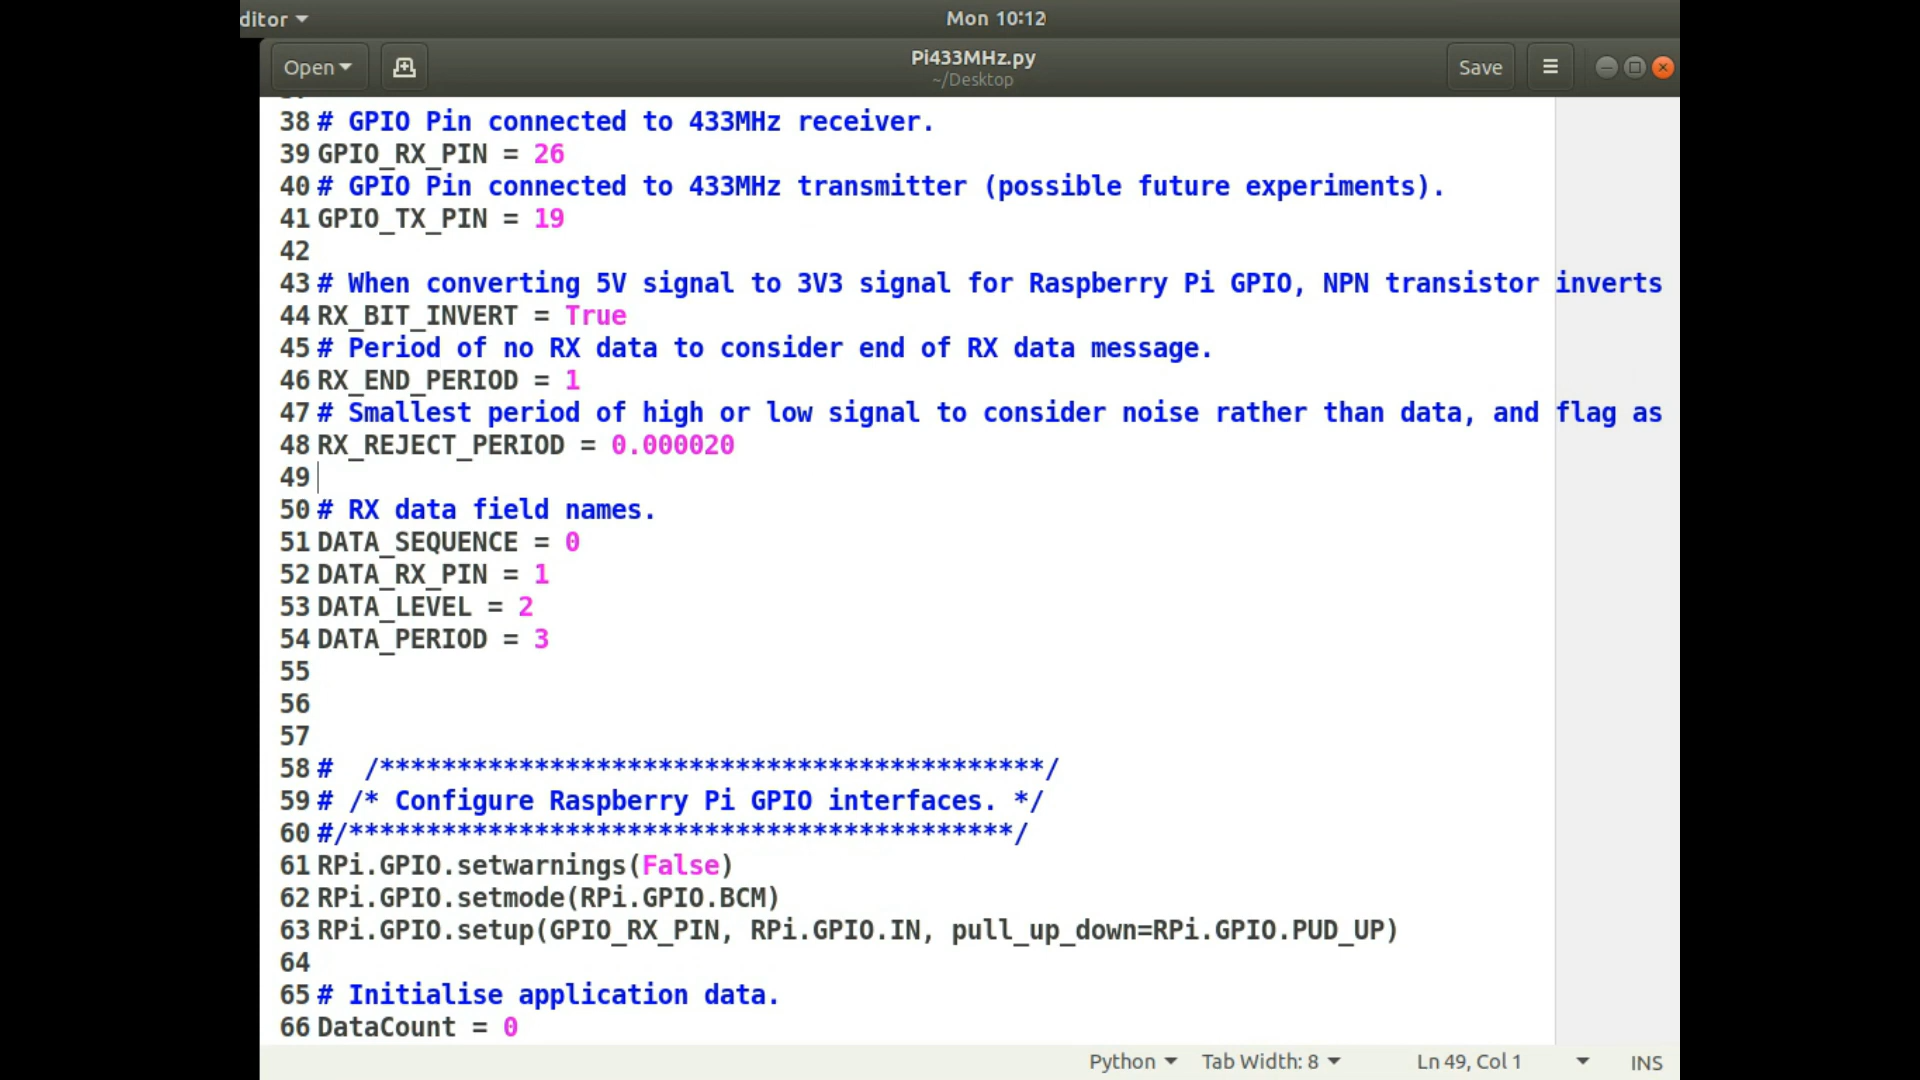 ditor
Mon 10:12
Open
Pi433MHz.py
~/Desktop
Save
38 # GPIO Pin connected to 433MHz receiver.
39 GPIO_RX_PIN = 26
40 # GPIO Pin connected to 433MHz transmitter (possible future experiments).
41 GPIO_TX_PIN = 19
42
43 # When converting 5V signal to 3V3 signal for Raspberry Pi GPIO, NPN transistor inverts
44 RX_BIT_INVERT = True
45 # Period of no RX data to consider end of RX data message.
46 RX_END_PERIOD = 1
47 # Smallest period of high or low signal to consider noise rather than data, and flag as
48 RX_REJECT_PERIOD = 0.000020
49
50 # RX data field names.
51 DATA_SEQUENCE = 0
52 DATA_RX_PIN = 1
53 DATA_LEVEL = 2
54 DATA_PERIOD = 3
55
56
57
58 #  /*******************************************/
59 # /* Configure Raspberry Pi GPIO interfaces. */
60 #/*******************************************/
61 RPi.GPIO.setwarnings(False)
62 RPi.GPIO.setmode(RPi.GPIO.BCM)
63 RPi.GPIO.setup(GPIO_RX_PIN, RPi.GPIO.IN, pull_up_down=RPi.GPIO.PUD_UP)
64
65 # Initialise application data.
66 DataCount = 0
Python Tab Width: 8 Ln 49, Col 1 INS